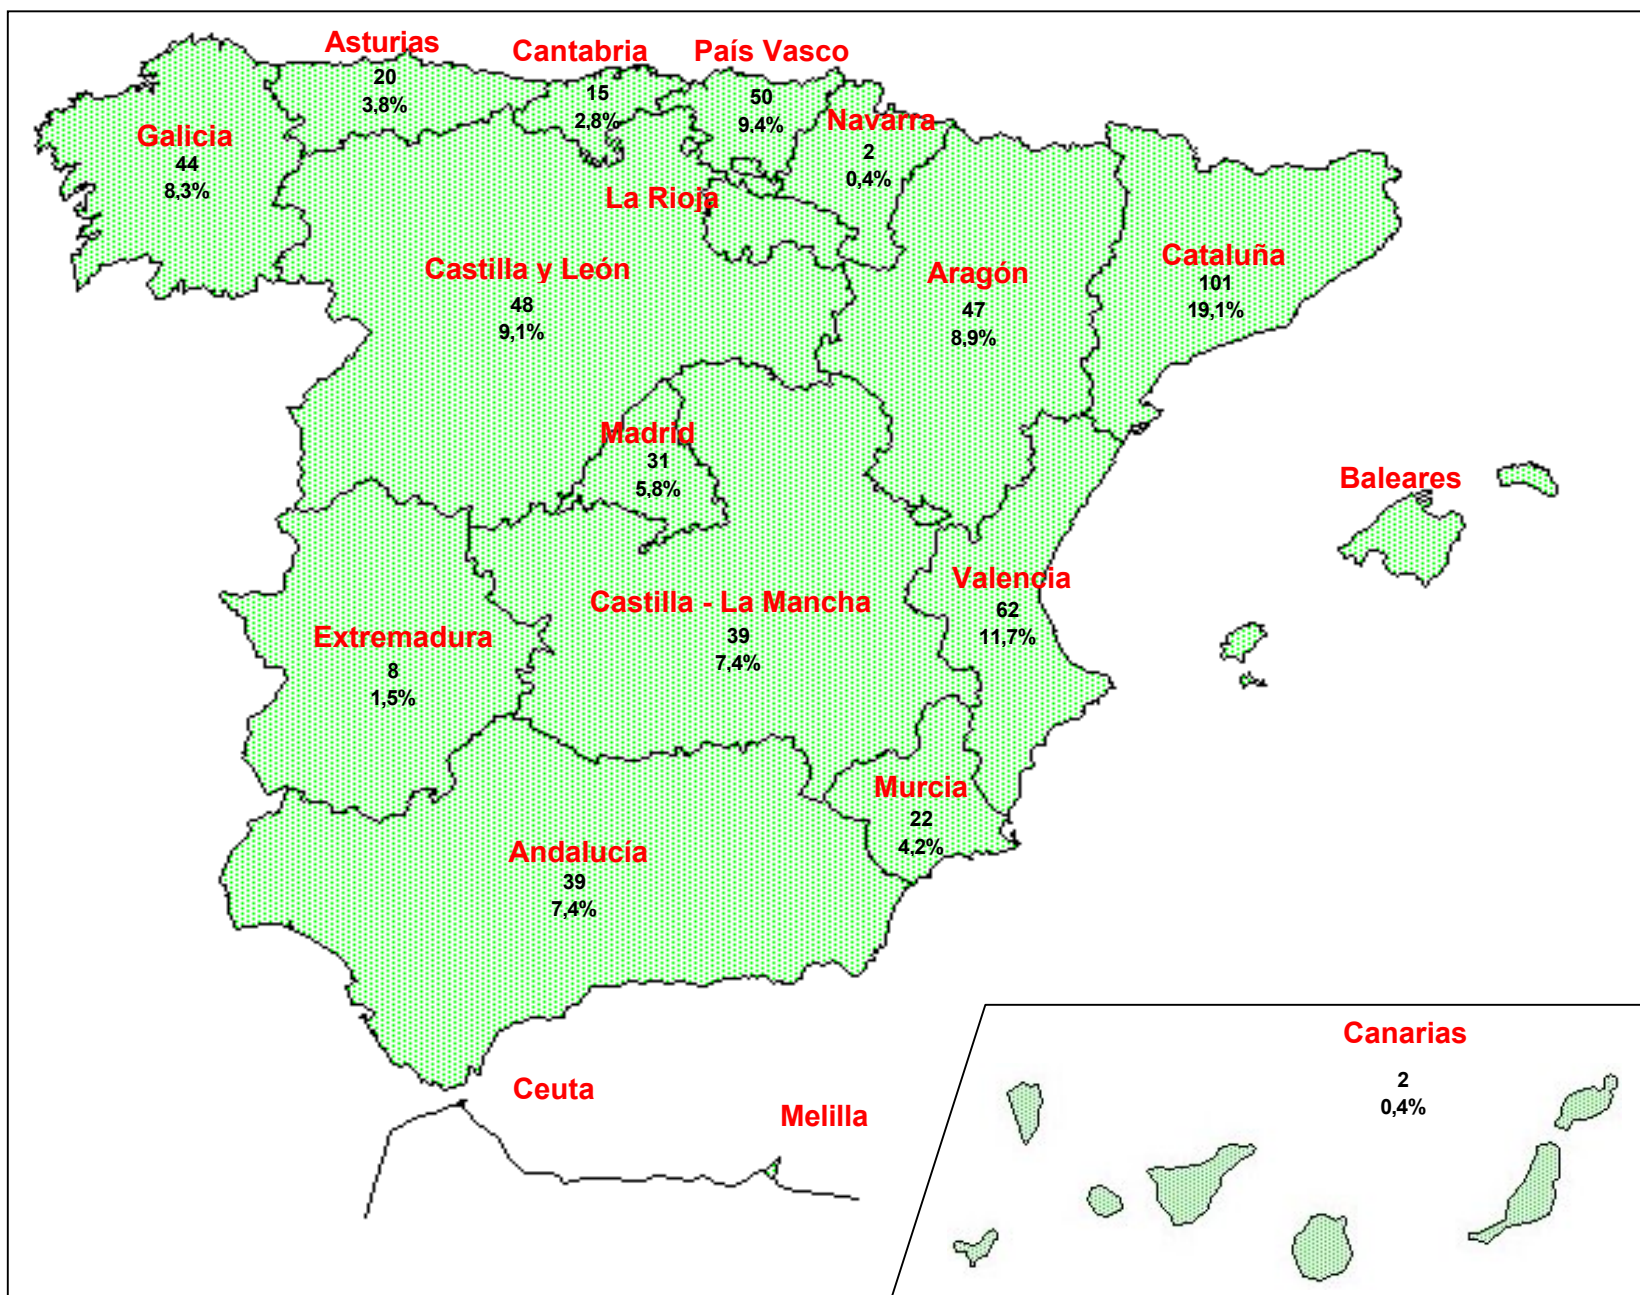 Asturias
20
3,8%
Cantabria
15
2,8%
País Vasco
50
9.4%
Navarra
2
0,4%
Galicia
44
8,3%
La Rioja
Castilla y León
48
9,1%
Aragón
47
8,9%
Cataluña
101
19,1%
Madrid
31
5,8%
Baleares
Valencia
62
11,7%
Castilla - La Mancha
39
7,4%
Extremadura
8
1,5%
Murcia
22
4,2%
Andalucía
39
7,4%
Canarias
2
0,4%
Ceuta
Melilla